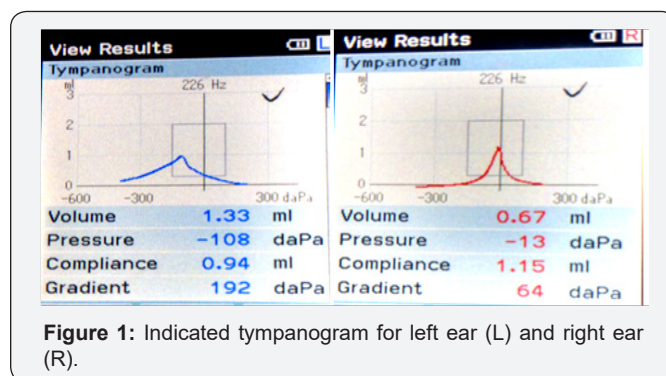 View Results L
Tympanogram
226 Hz
ml
3
2
1
0
-600 -300 300 daPa
Volume 1.33 ml
Pressure -108 daPa
Compliance 0.94 ml
Gradient 192 daPa
View Results R
Tympanogram
226 Hz
ml
3
2
1
0
-600 -300 300 daPa
Volume 0.67 ml
Pressure -13 daPa
Compliance 1.15 ml
Gradient 64 daPa
Figure 1: Indicated tympanogram for left ear (L) and right ear
(R).